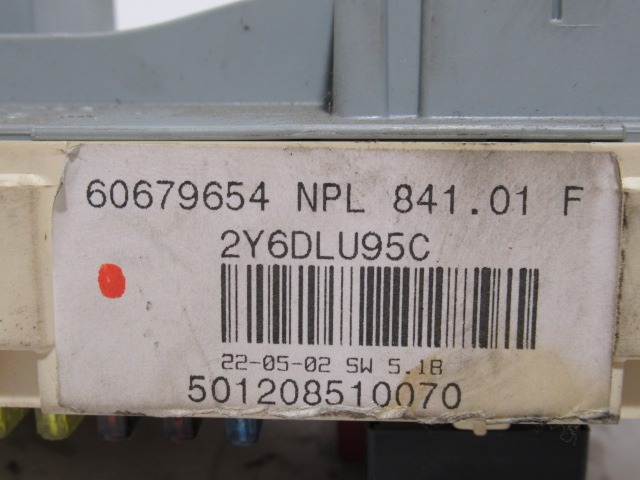 60679654 NPL 841.01 F
2Y6DLU95C
22-05-02 SW 5.1B
501208510070